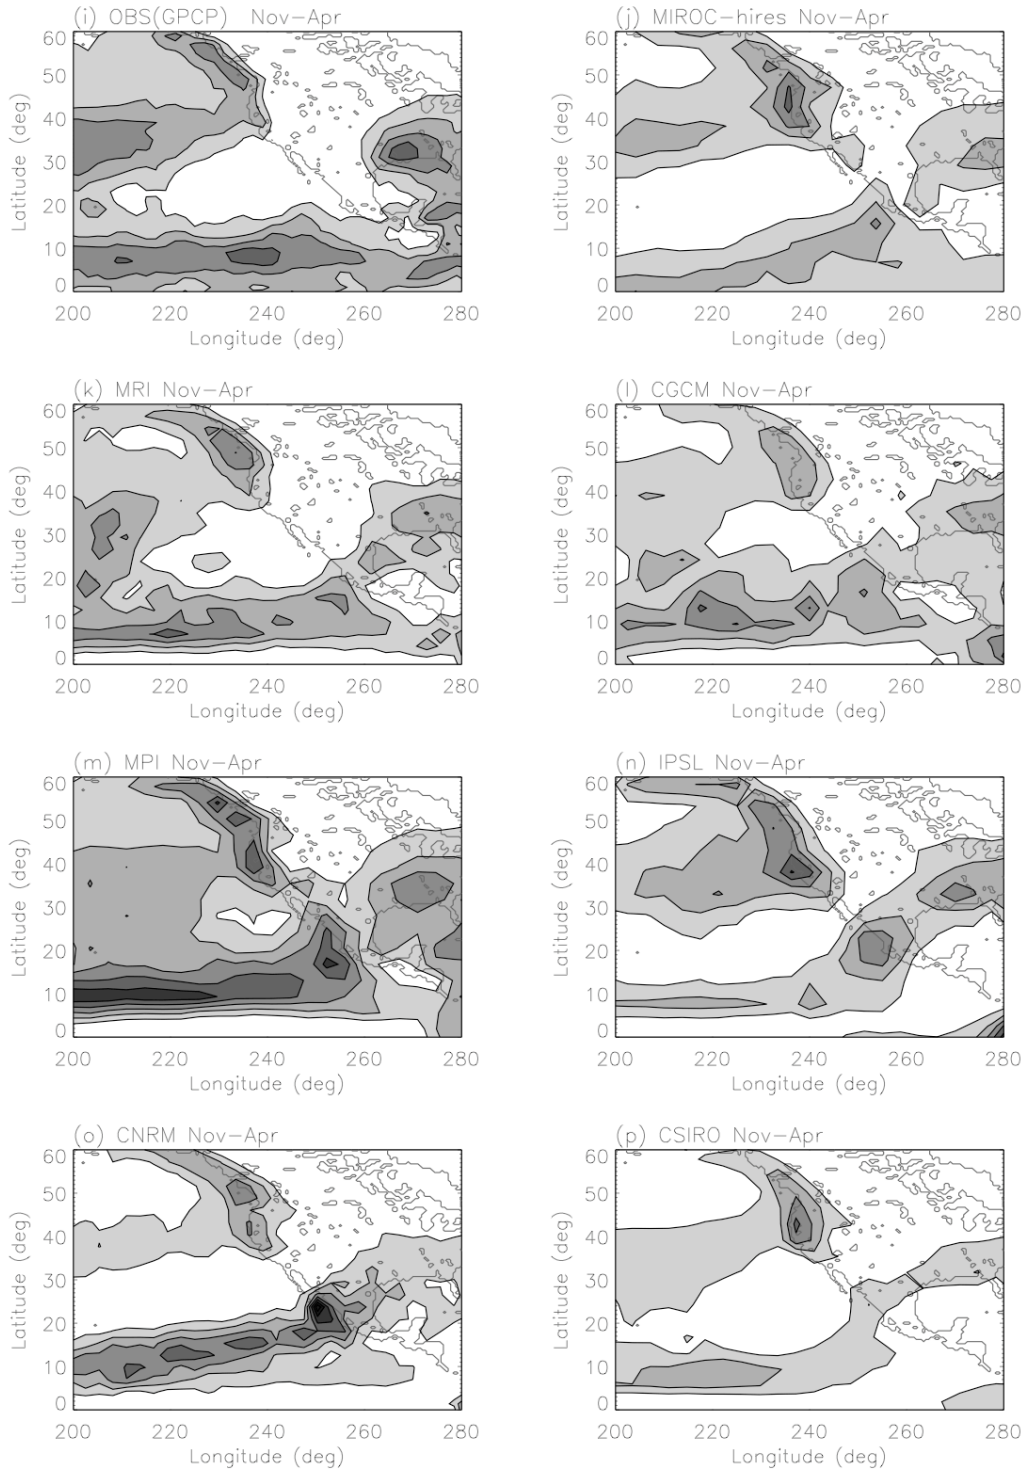 (i) OBS(GPCP) Nov-Apr
60
50
40
30
20
10
0
Latitude (deg)
200 220 240 260 280
Longitude (deg)
(j) MIROC-hires Nov-Apr
60
50
40
30
20
10
0
Latitude (deg)
200 220 240 260 280
Longitude (deg)
(k) MRI Nov-Apr
60
50
40
30
20
10
0
Latitude (deg)
200 220 240 260 280
Longitude (deg)
(l) CGCM Nov-Apr
60
50
40
30
20
10
0
Latitude (deg)
200 220 240 260 280
Longitude (deg)
(m) MPI Nov-Apr
60
50
40
30
20
10
0
Latitude (deg)
200 220 240 260 280
Longitude (deg)
(n) IPSL Nov-Apr
60
50
40
30
20
10
0
Latitude (deg)
200 220 240 260 280
Longitude (deg)
(o) CNRM Nov-Apr
60
50
40
30
20
10
0
Latitude (deg)
200 220 240 260 280
Longitude (deg)
(p) CSIRO Nov-Apr
60
50
40
30
20
10
0
Latitude (deg)
200 220 240 260 280
Longitude (deg)